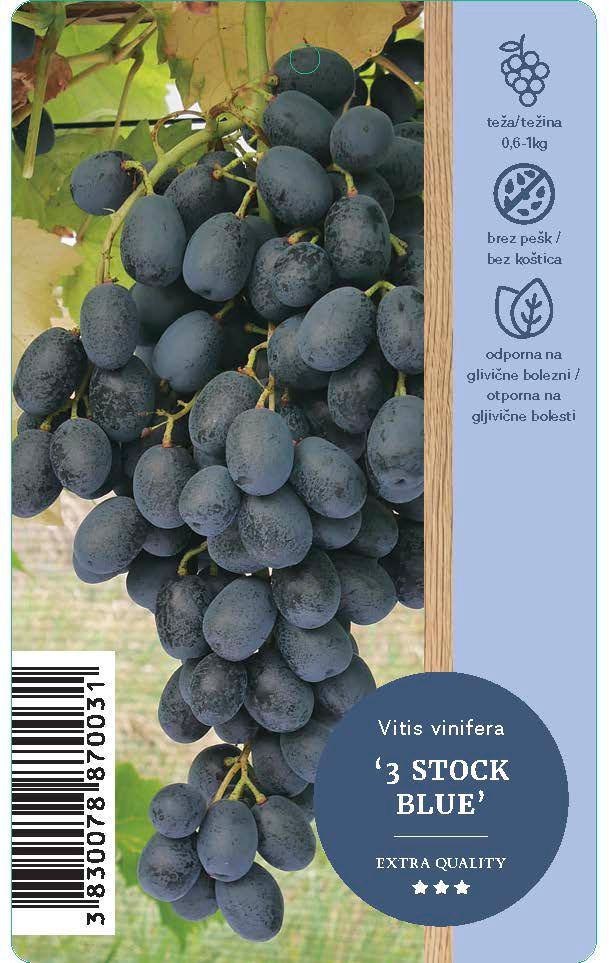 teža/težina
0,6-1kg
brez pešk /
bez koštica
odporna na
glivične bolezni /
otporna na
gljivične bolesti
Vitis vinifera
‘3 STOCK
BLUE’
EXTRA QUALITY
3 830078 870031